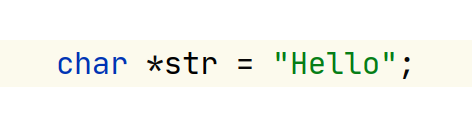 char *str = "Hello";